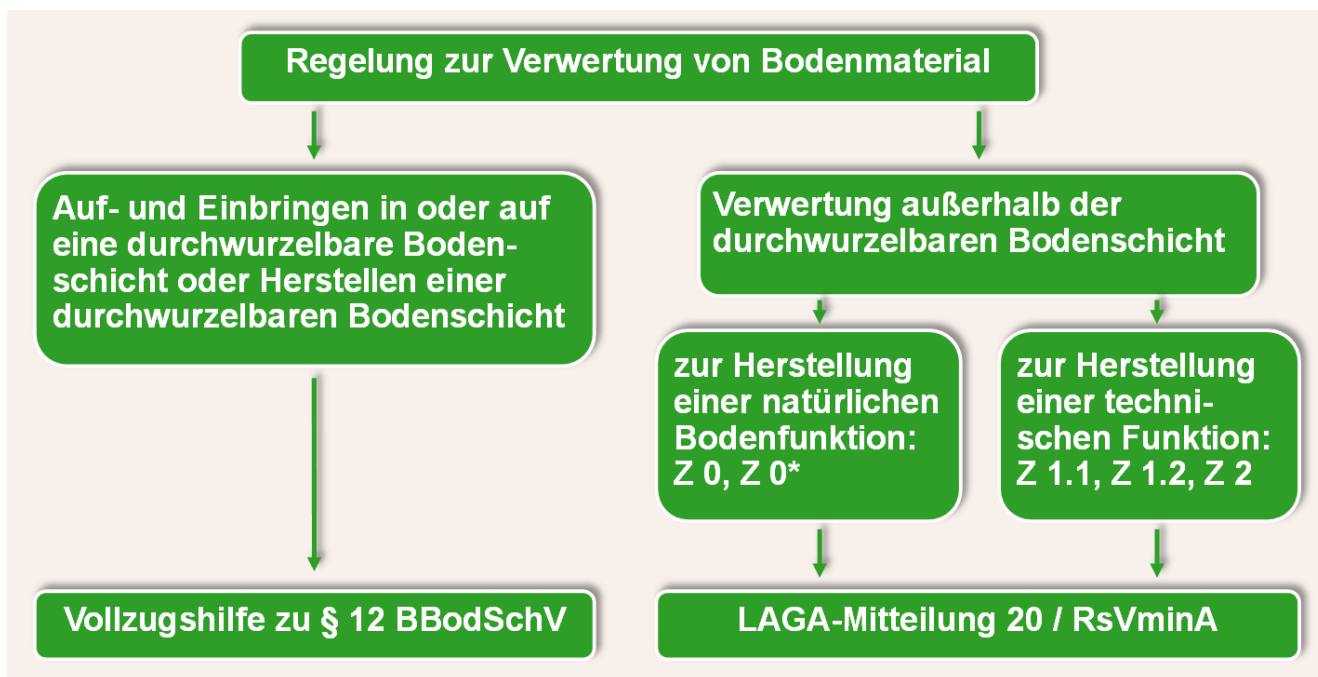 Regelung zur Verwertung von Bodenmaterial
Auf- und Einbringen in oder auf
eine durchwurzelbare Boden-
schicht oder Herstellen einer
durchwurzelbaren Bodenschicht
Verwertung außerhalb der
durchwurzelbaren Bodenschicht
zur Herstellung
einer natürlichen
Bodenfunktion:
Z 0, Z 0*
zur Herstellung
einer techni-
schen Funktion:
Z 1.1, Z 1.2, Z 2
Vollzugshilfe zu § 12 BBodSchV
LAGA-Mitteilung 20 / RsVminA